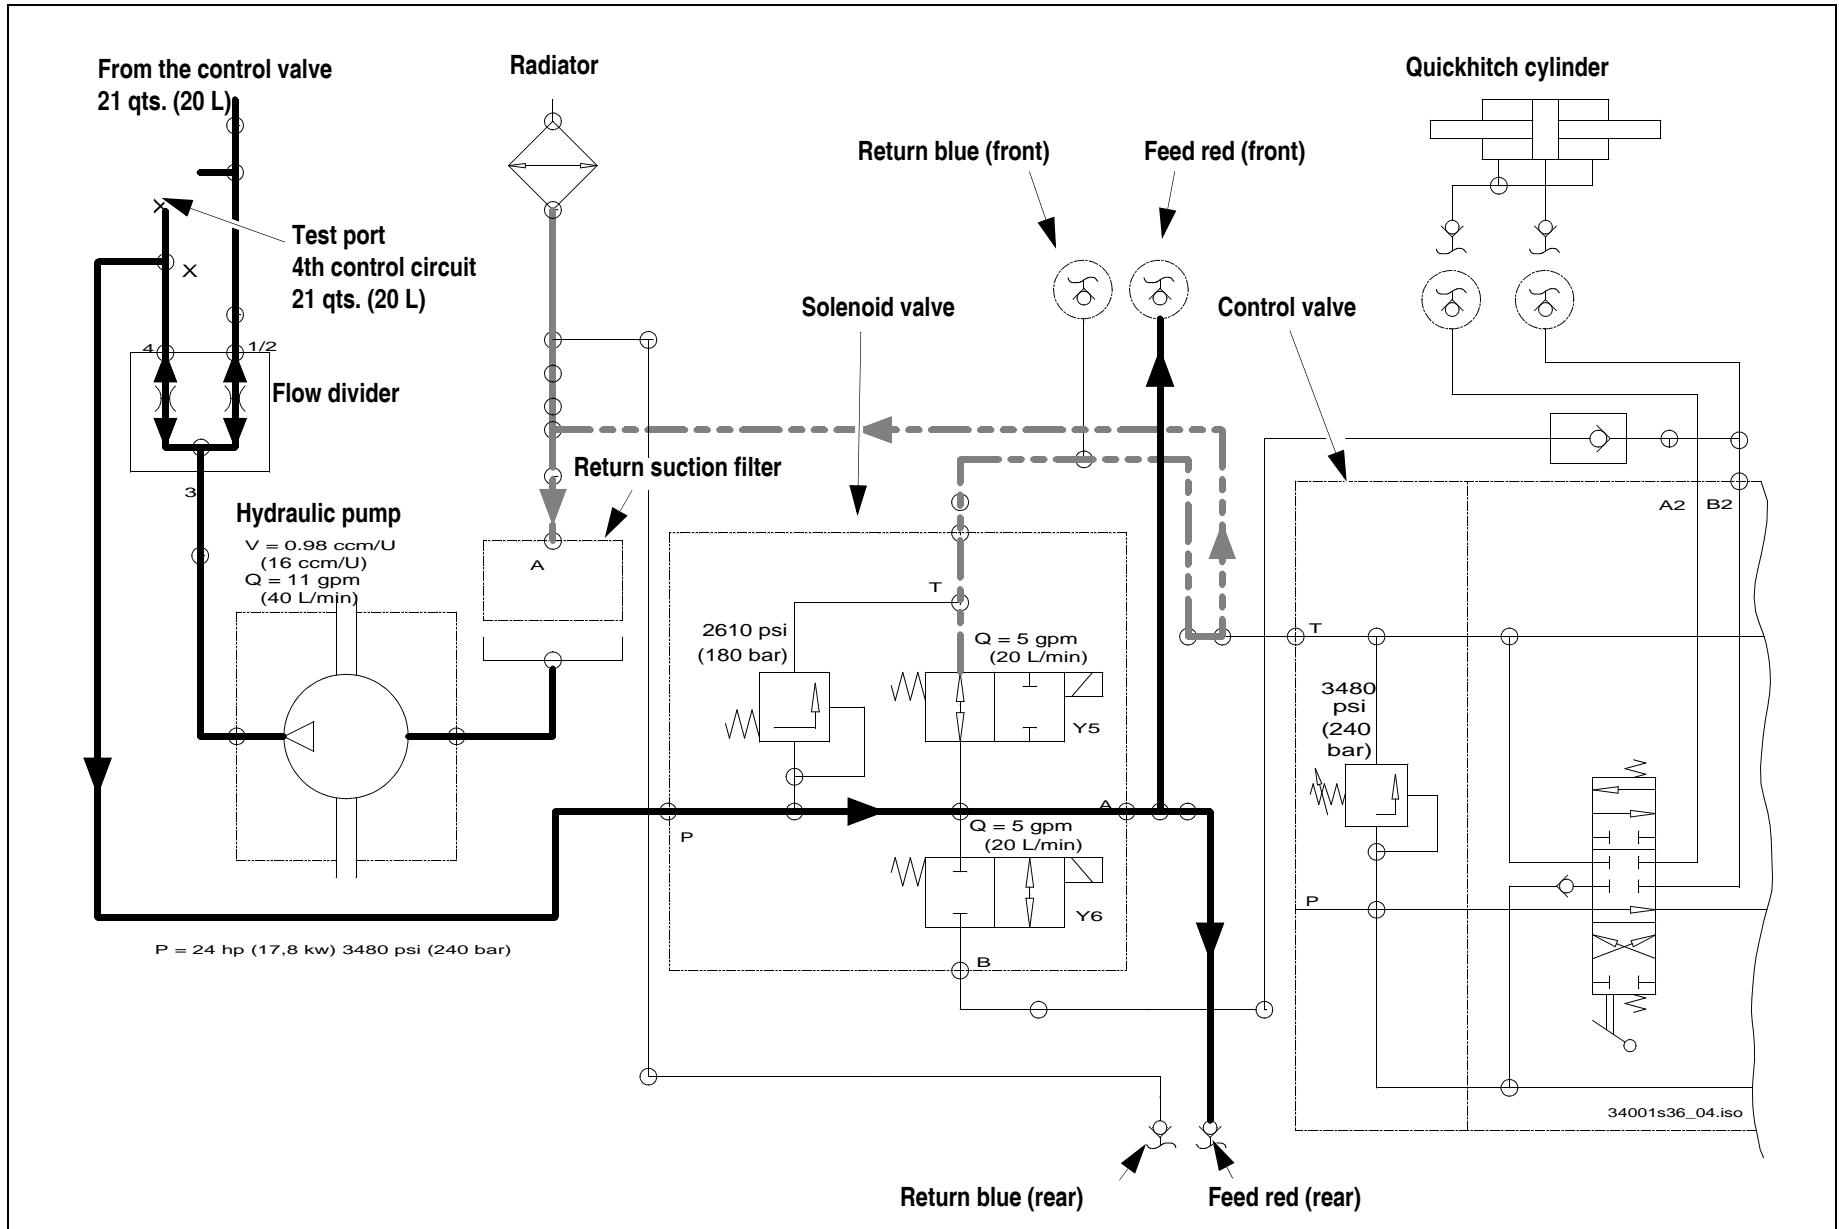 From the control valve
21 qts. (20 L)
Radiator
Quickhitch cylinder
Return blue (front)
Feed red (front)
Test port
4th control circuit
21 qts. (20 L)
X
Solenoid valve
Control valve
4
1/2
Flow divider
Return suction filter
3
Hydraulic pump
V = 0.98 ccm/U
(16 ccm/U)
Q = 11 gpm
(40 L/min)
A
A2
B2
T
2610 psi
(180 bar)
Q = 5 gpm
(20 L/min)
T
3480
psi
(240
bar)
Y5
A
P
Q = 5 gpm
(20 L/min)
Y6
P
B
P = 24 hp (17,8 kw) 3480 psi (240 bar)
34001s36_04.iso
Return blue (rear)
Feed red (rear)